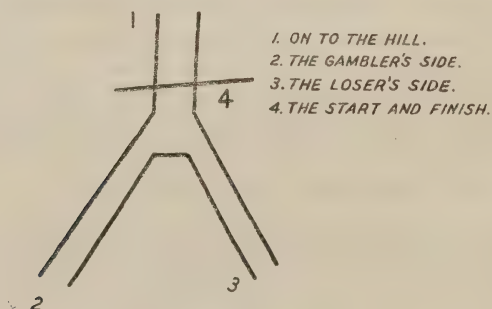 1
1. ON TO THE HILL.
2. THE GAMBLER'S SIDE.
3. THE LOSER'S SIDE.
4. THE START AND FINISH.
4
3
2